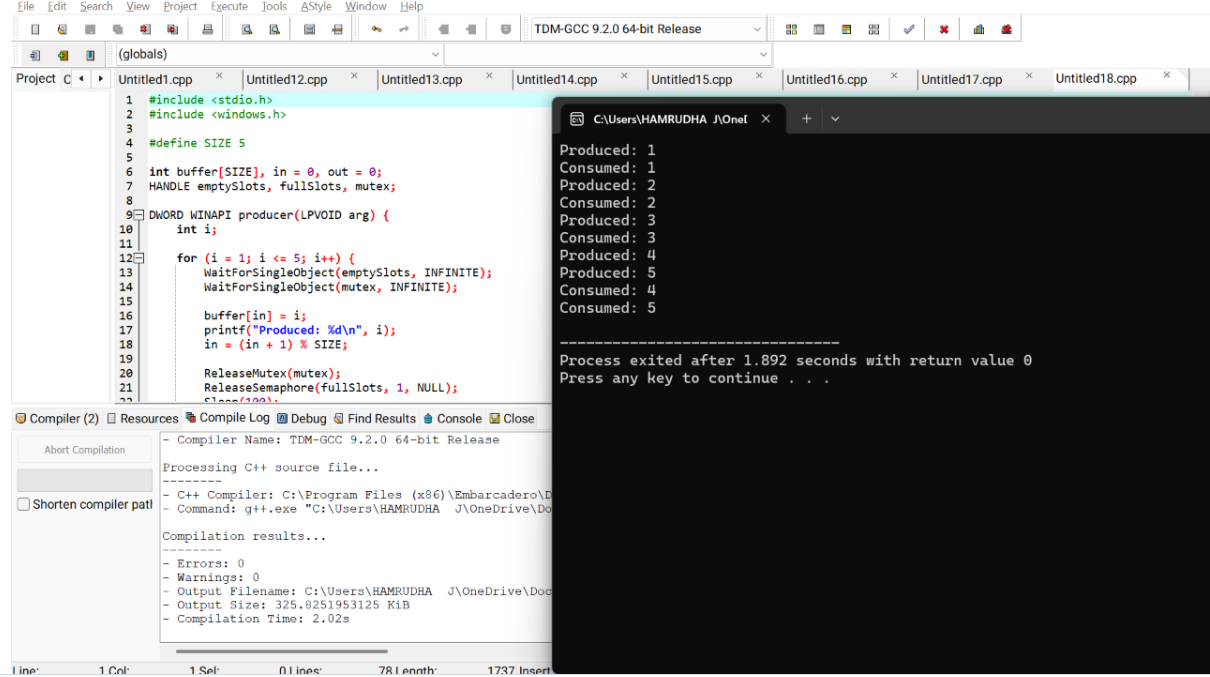 File Edit Search View Project Execute Tools AStyle Window Help
TDM-GCC 9.2.0 64-bit Release
(globals)
Project C Untitled1.cpp Untitled12.cpp Untitled13.cpp Untitled14.cpp Untitled15.cpp Untitled16.cpp Untitled17.cpp Untitled18.cpp
1 #include <stdio.h>
2 #include <windows.h>
3
4 #define SIZE 5
5
6 int buffer[SIZE], in = 0, out = 0;
7 HANDLE emptySlots, fullSlots, mutex;
8
9 DWORD WINAPI producer(LPVOID arg) {
10 int i;
11
12 for (i = 1; i <= 5; i++) {
13 WaitForSingleObject(emptySlots, INFINITE);
14 WaitForSingleObject(mutex, INFINITE);
15
16 buffer[in] = i;
17 printf("Produced: %d\n", i);
18 in = (in + 1) % SIZE;
19
20 ReleaseMutex(mutex);
21 ReleaseSemaphore(fullSlots, 1, NULL);
22 Sleep(100);
C:\Users\HAMRUDHA J\OneD
Produced: 1
Consumed: 1
Produced: 2
Consumed: 2
Produced: 3
Consumed: 3
Produced: 4
Produced: 5
Consumed: 4
Consumed: 5
--------------------------------
Process exited after 1.892 seconds with return value 0
Press any key to continue . . .
Compiler (2) Resources Compile Log Debug Find Results Console Close
Abort Compilation
Shorten compiler path
- Compiler Name: TDM-GCC 9.2.0 64-bit Release
Processing C++ source file...
--------
- C++ Compiler: C:\Program Files (x86)\Embarcadero\D
- Command: g++.exe "C:\Users\HAMRUDHA J\OneDrive\Do
Compilation results...
--------
- Errors: 0
- Warnings: 0
- Output Filename: C:\Users\HAMRUDHA J\OneDrive\Doc
- Output Size: 325.8251953125 KiB
- Compilation Time: 2.02s
Line: 1 Col: 1 Sel: 0 Lines: 78 Length: 1737 Insert